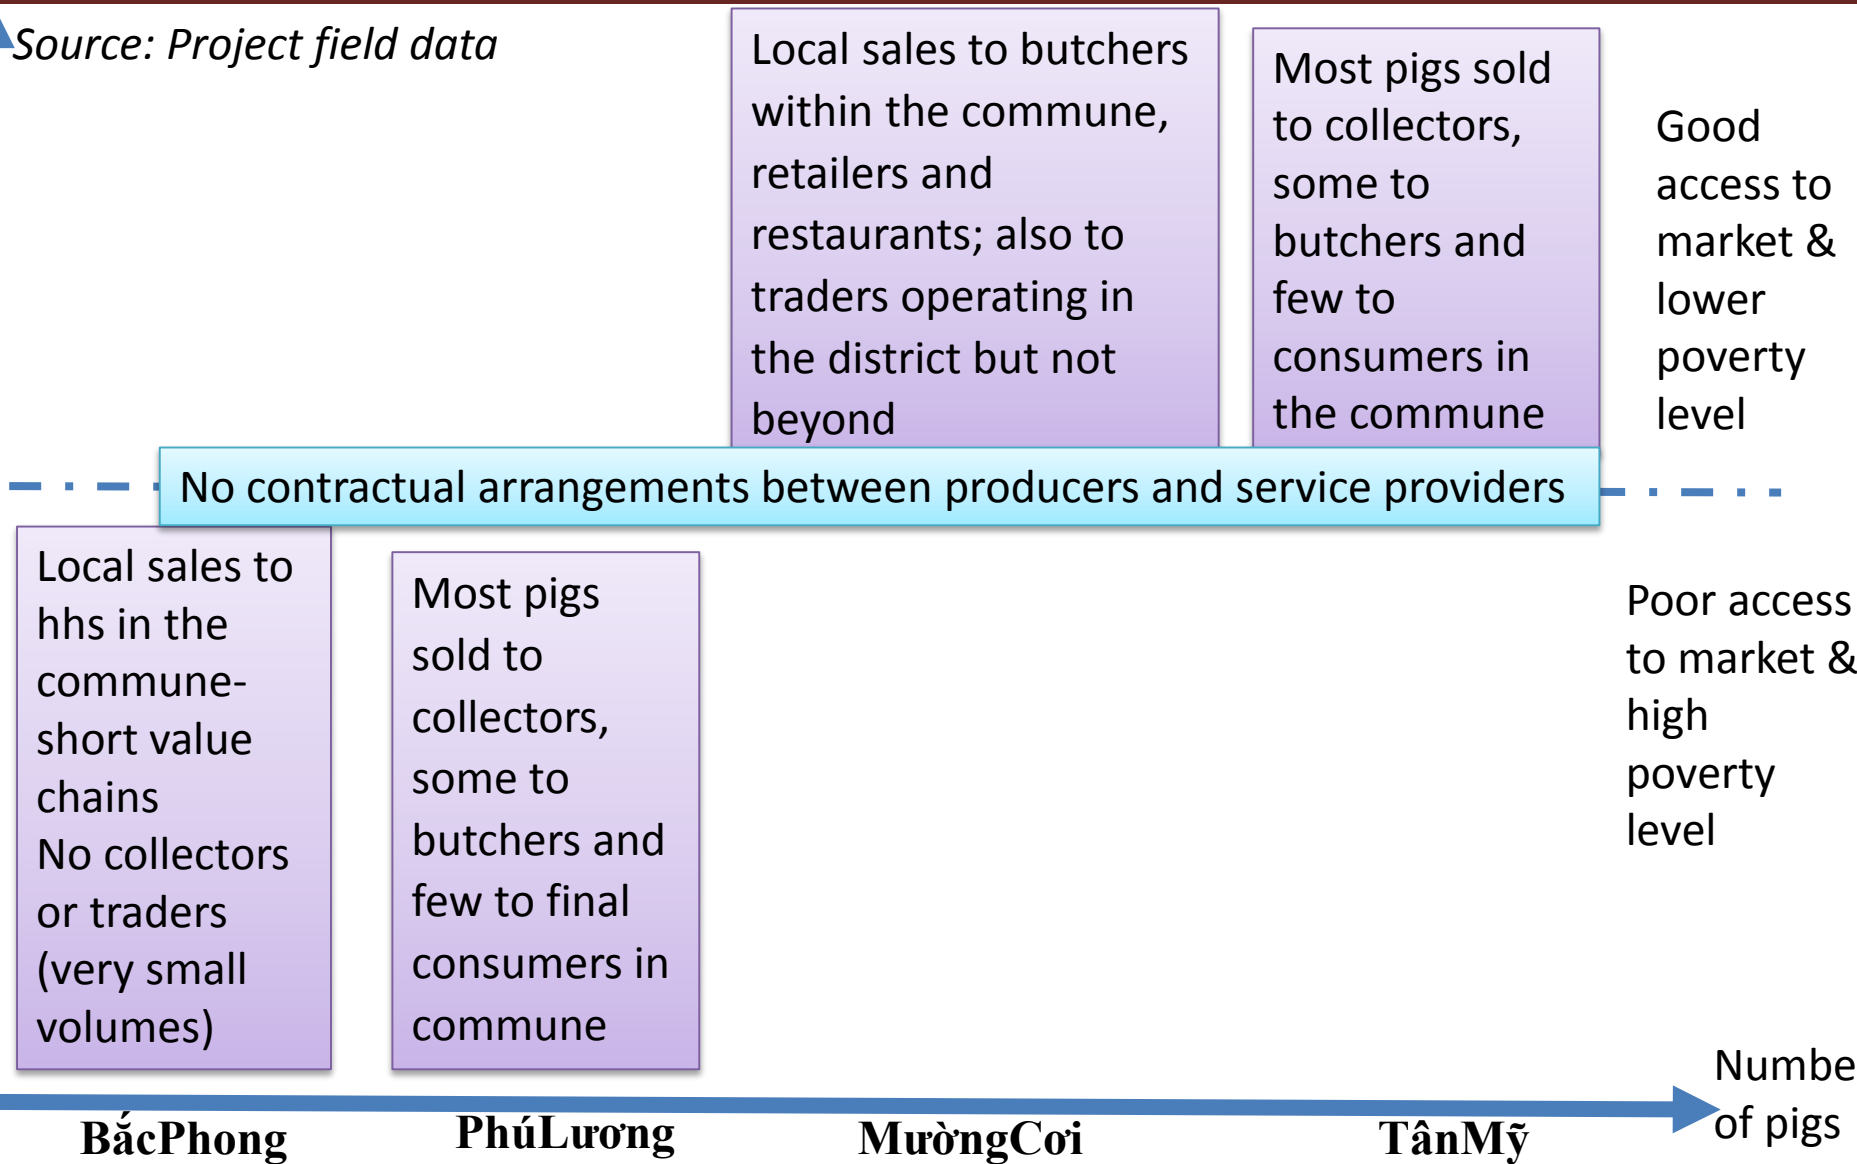 Source: Project field data
Local sales to butchers
within the commune,
retailers and
restaurants; also to
traders operating in
the district but not
beyond
Most pigs sold
to collectors,
some to
butchers and
few to
consumers in
the commune
Good
access to
market &
lower
poverty
level
No contractual arrangements between producers and service providers
Local sales to
hhs in the
commune-
short value
chains
No collectors
or traders
(very small
volumes)
Most pigs
sold to
collectors,
some to
butchers and
few to final
consumers in
commune
Poor access
to market &
high
poverty
level
Numbe
of pigs
BắcPhong
PhúLương
MườngCơi
TânMỹ